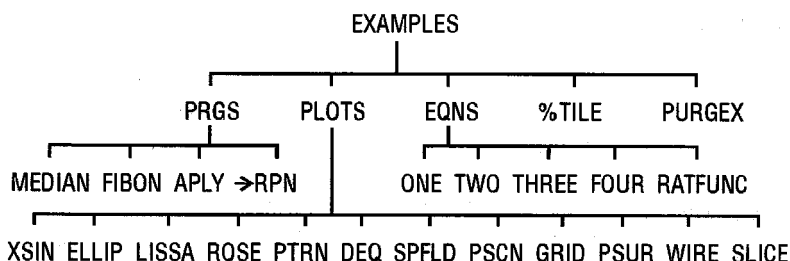 EXAMPLES
PRGS PLOTS EQNS %TILE PURGEX
MEDIAN FIBON APLY →RPN ONE TWO THREE FOUR RATFUNC
XSIN ELLIP LISSA ROSE PTRN DEQ SPFLD PSCN GRID PSUR WIRE SLICE